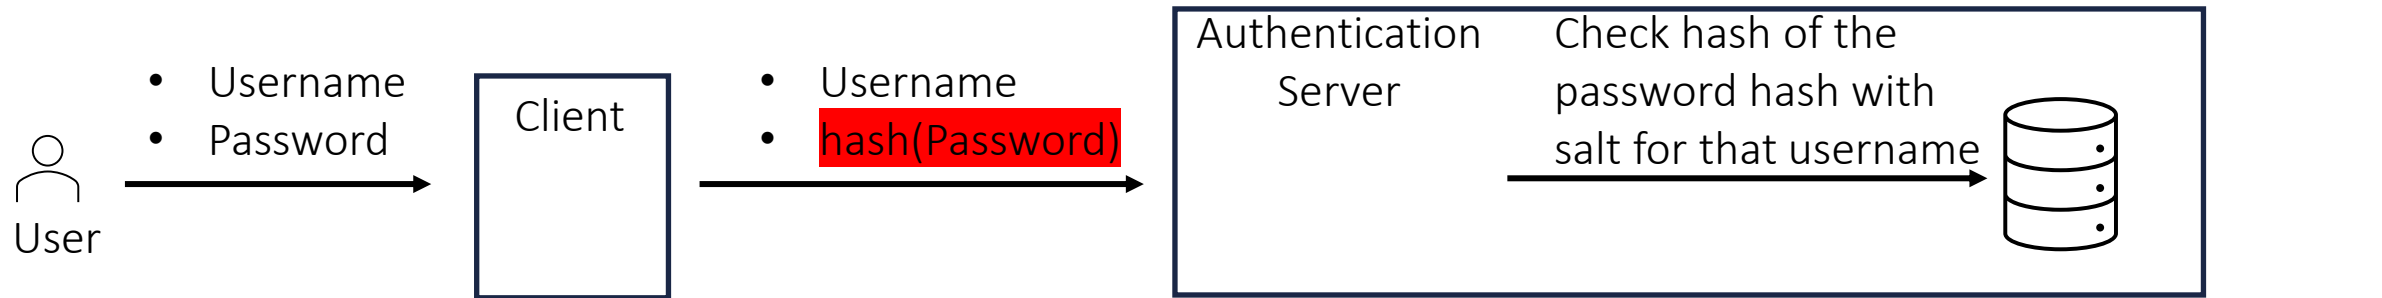 User
• Username
• Password
Client
• Username
• hash(Password)
Authentication
Server
Check hash of the
password hash with
salt for that username